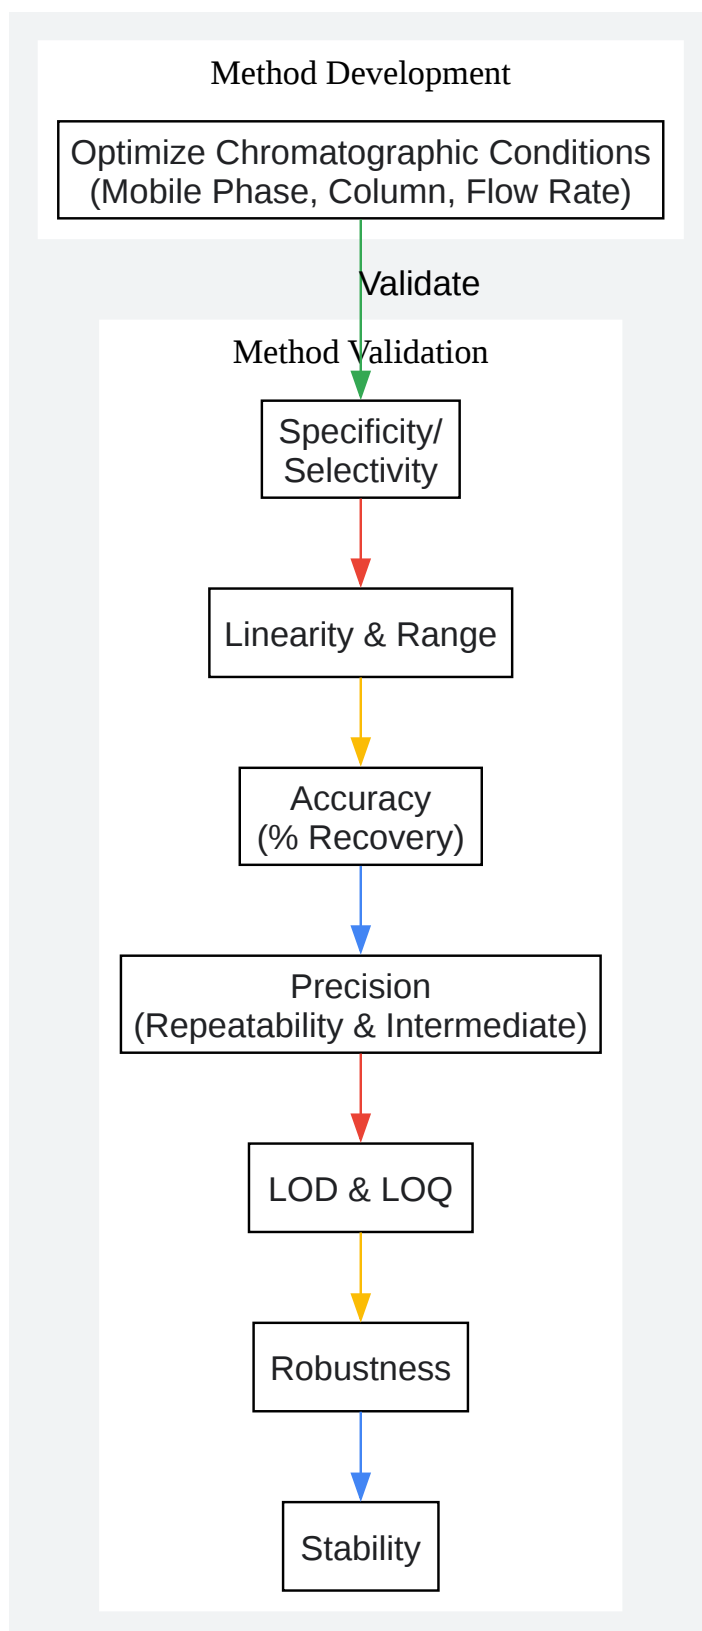 Method Development
Optimize Chromatographic Conditions
(Mobile Phase, Column, Flow Rate)
Validate
Method Validation
Specificity/
Selectivity
Linearity & Range
Accuracy
(% Recovery)
Precision
(Repeatability & Intermediate)
LOD & LOQ
Robustness
Stability